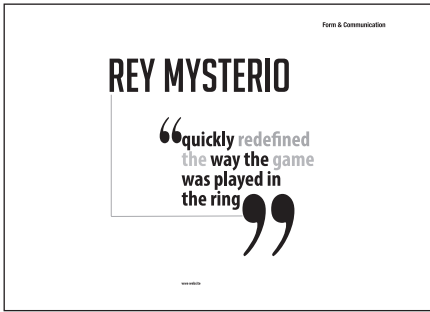 Form & Communication
REY MYSTERIO
“quickly redefined
the way the game
was played in
the ring”